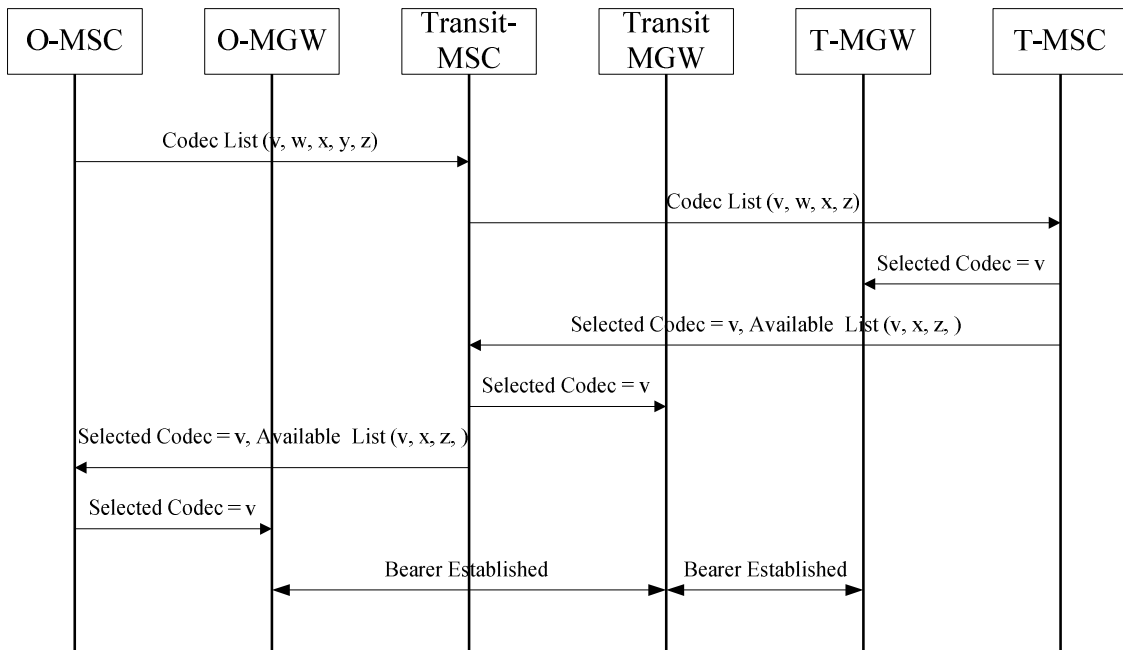 O-MSC
O-MGW
Transit-
MSC
Transit
MGW
T-MGW
T-MSC
Codec List (v, w, x, y, z)
Codec List (v, w, x, z)
Selected Codec = v
Selected Codec = v, Available List (v, x, z, )
Selected Codec = v
Selected Codec = v, Available List (v, x, z, )
Selected Codec = v
Bearer Established
Bearer Established